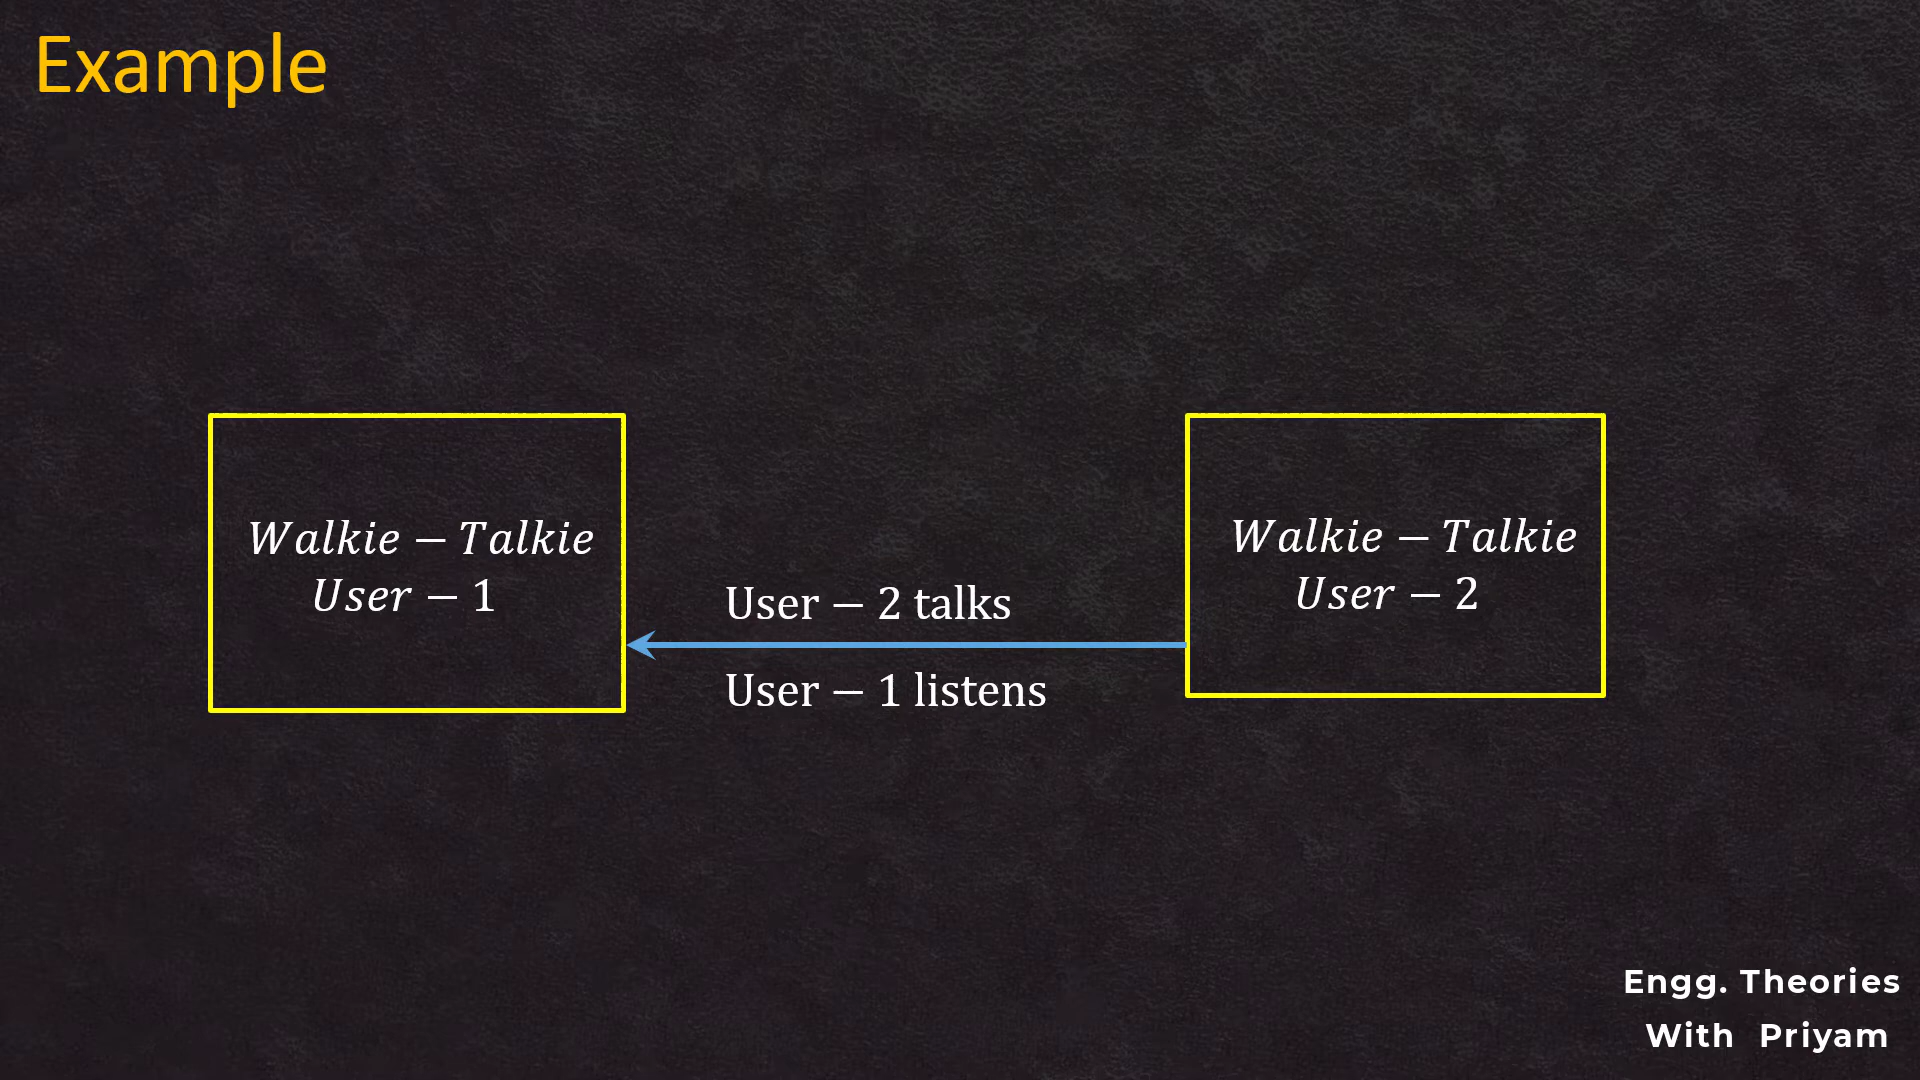 Example
Walkie – Talkie
User – 1
Walkie – Talkie
User – 2
User – 2 talks
User – 1 listens
Engg. Theories
With Priyam